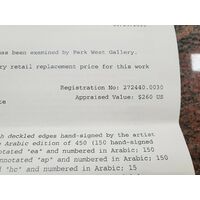 been examined by Park West Gallery.
retail replacement price for this work
Registration No: 272440.0030
Appraised Value: $260 US
deckled edges hand-signed by the artist
Arabic edition of 450 (150 hand-signed
"ea" and numbered in Arabic; 150
"ap" and numbered in Arabic; 150
"hc" and numbered in Arabic; 15